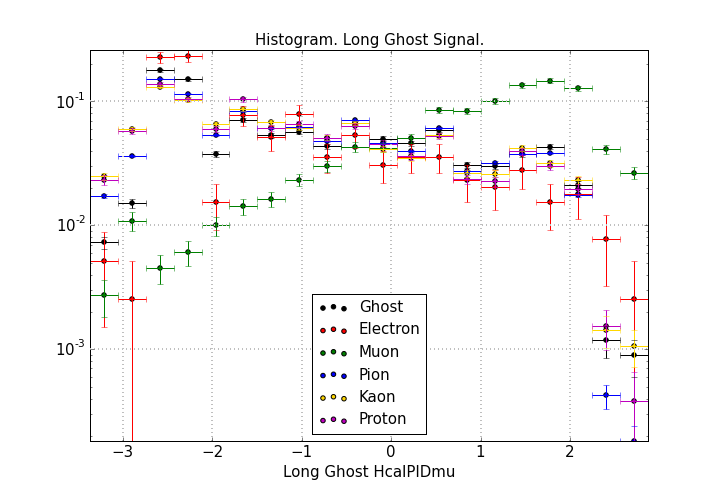 Histogram. Long Ghost Signal.
10⁻¹
10⁻²
10⁻³
Ghost
Electron
Muon
Pion
Kaon
Proton
−3 −2 −1 0 1 2
Long Ghost HcalPIDmu